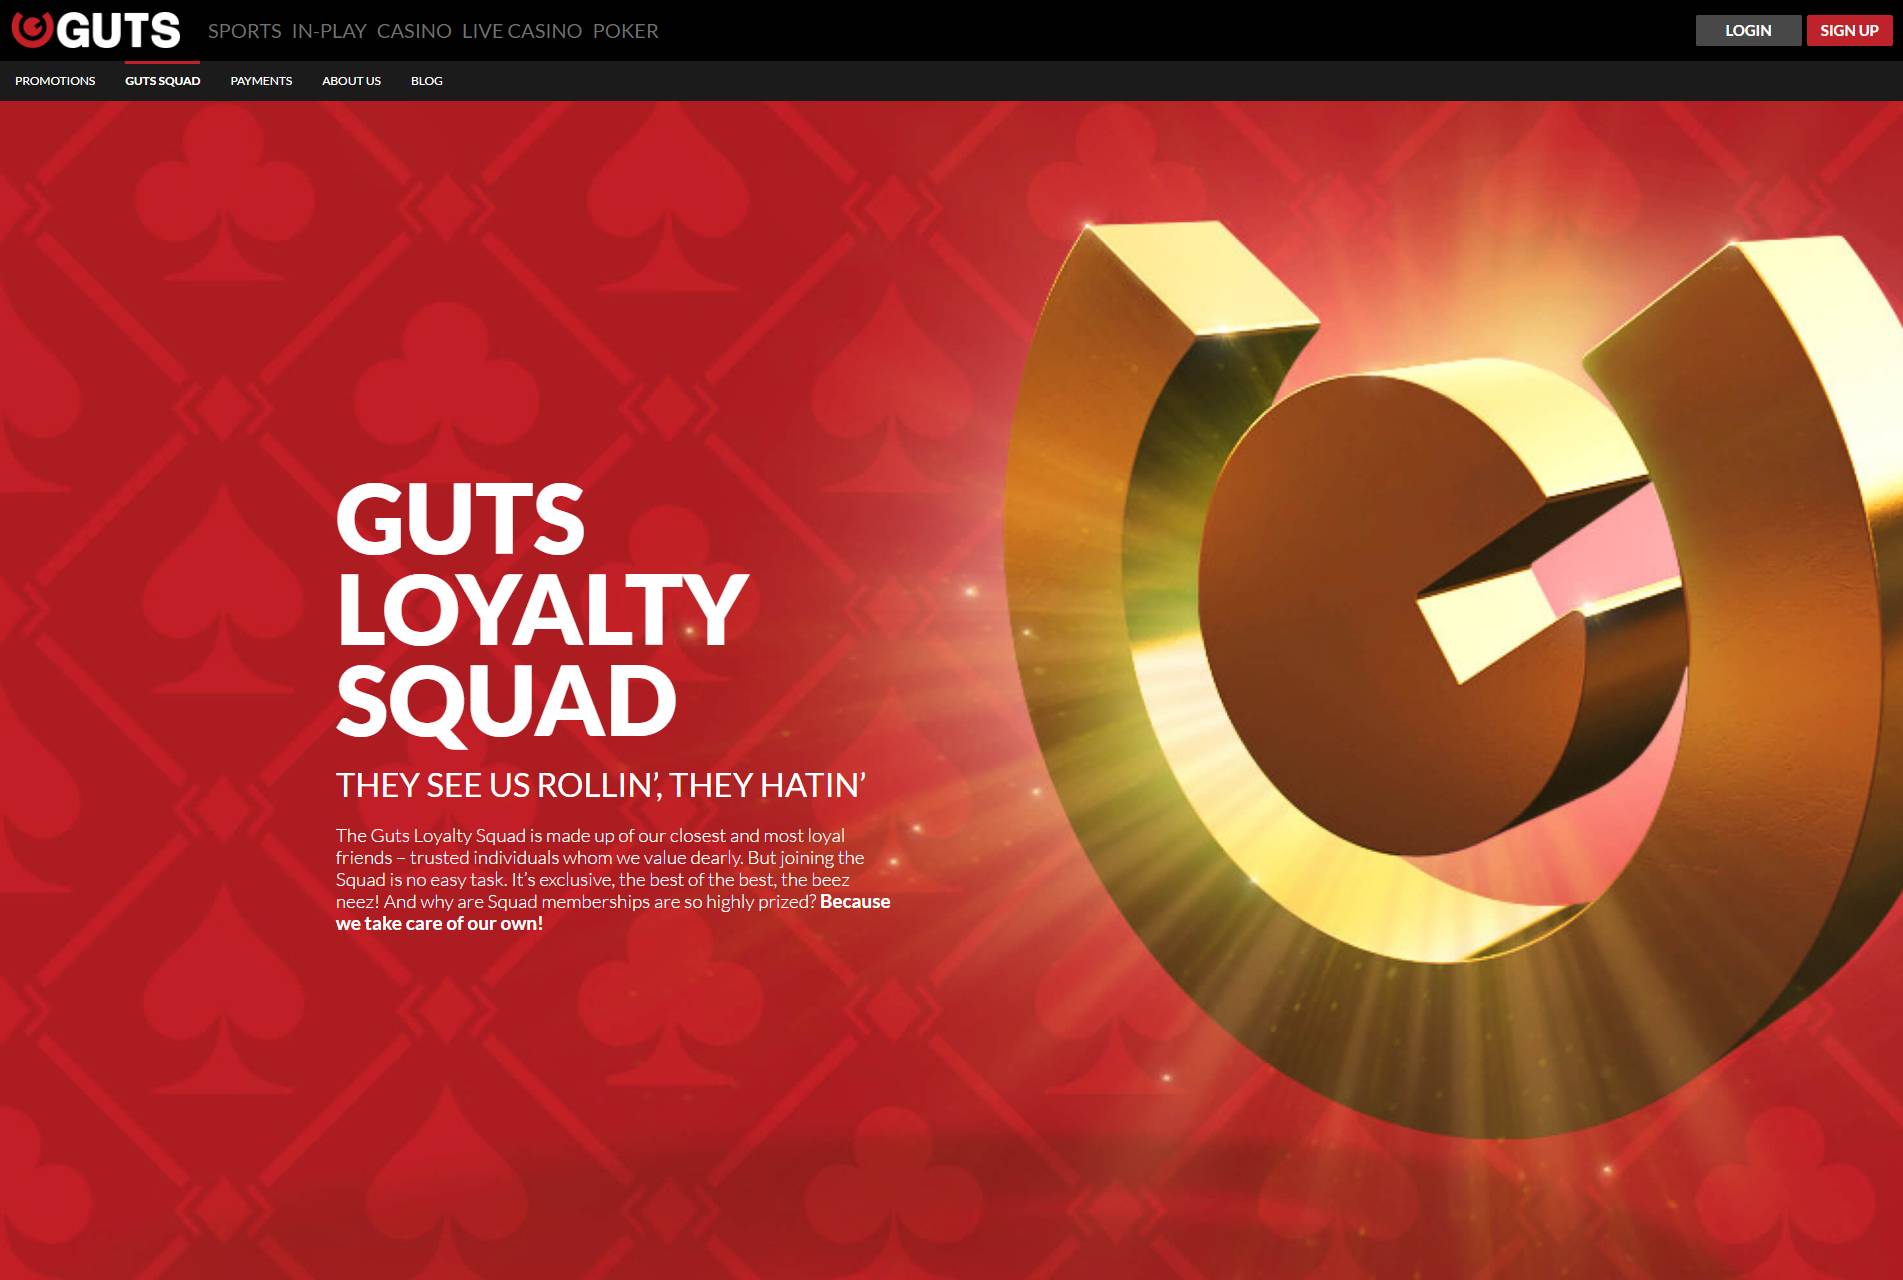 GUTS SPORTS IN-PLAY CASINO LIVE CASINO POKER LOGIN SIGN UP
PROMOTIONS GUTS SQUAD PAYMENTS ABOUT US BLOG
GUTS
LOYALTY
SQUAD
THEY SEE US ROLLIN', THEY HATIN'
The Guts Loyalty Squad is made up of our closest and most loyal
friends – trusted individuals whom we value dearly. But joining the
Squad is no easy task. It's exclusive, the best of the best, the beez
neez! And why are Squad memberships are so highly prized? Because
we take care of our own!